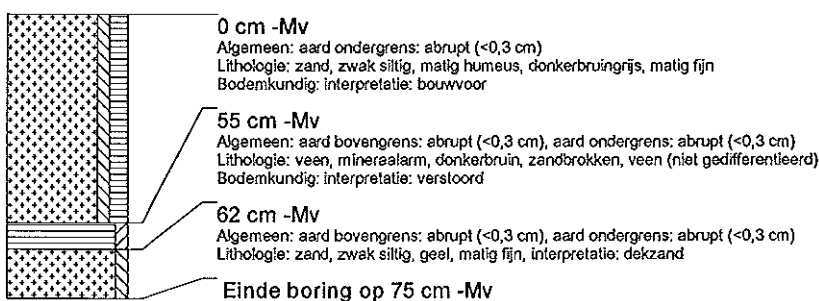 0 cm -Mv
Algemeen: aard ondergrens: abrupt (<0,3 cm)
Lithologie: zand, zwak siltig, matig humeus, donkerbruingrijs, matig fijn
Bodemkundig: interpretatie: bouwvoor
55 cm -Mv
Algemeen: aard bovengrens: abrupt (<0,3 cm), aard ondergrens: abrupt (<0,3 cm)
Lithologie: veen, mineraalarm, donkerbruin, zandbrokken, veen (niet gedifferentieerd)
Bodemkundig: interpretatie: verstoord
62 cm -Mv
Algemeen: aard bovengrens: abrupt (<0,3 cm), aard ondergrens: abrupt (<0,3 cm)
Lithologie: zand, zwak siltig, geel, matig fijn, interpretatie: dekzand
Einde boring op 75 cm -Mv